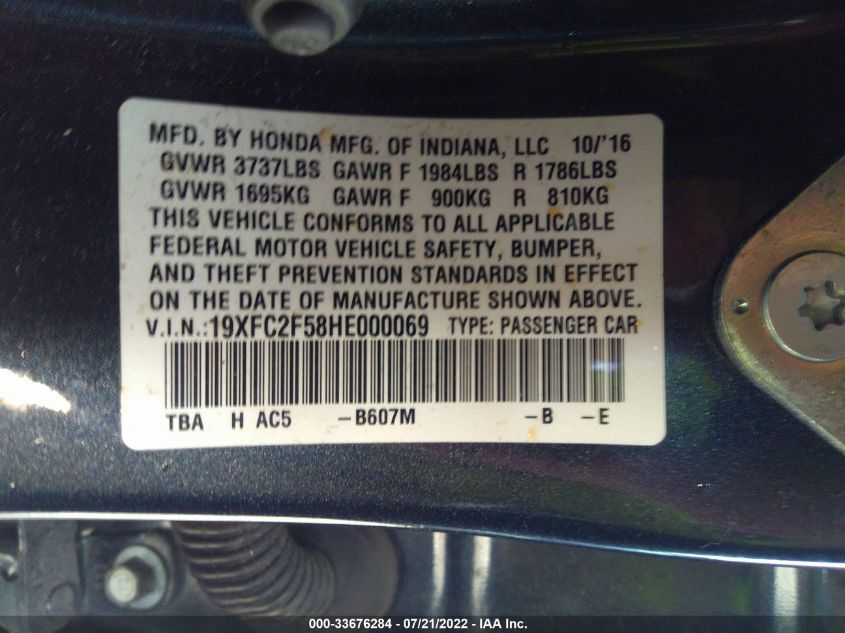 MFD. BY HONDA MFG. OF INDIANA, LLC 10/'16
GVWR 3737LBS GAWR F 1984LBS R 1786LBS
GVWR 1695KG GAWR F 900KG R 810KG
THIS VEHICLE CONFORMS TO ALL APPLICABLE
FEDERAL MOTOR VEHICLE SAFETY, BUMPER,
AND THEFT PREVENTION STANDARDS IN EFFECT
ON THE DATE OF MANUFACTURE SHOWN ABOVE.
V.I.N.:19XFC2F58HE000069 TYPE: PASSENGER CAR
TBA H AC5 –B607M –B –E
000-33676284 / 07/21/2022 - IAA Inc.